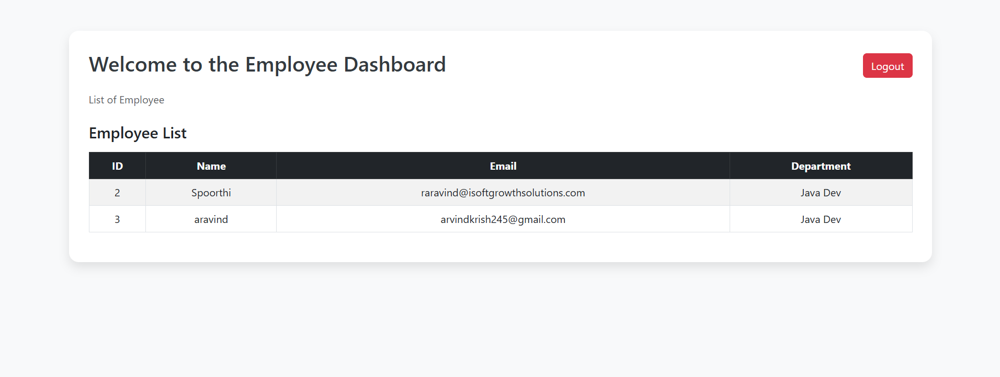 Welcome to the Employee Dashboard
Logout
List of Employee
Employee List
ID Name Email Department
2 Spoorthi raravind@isoftgrowthsolutions.com Java Dev
3 aravind arvindkrish245@gmail.com Java Dev